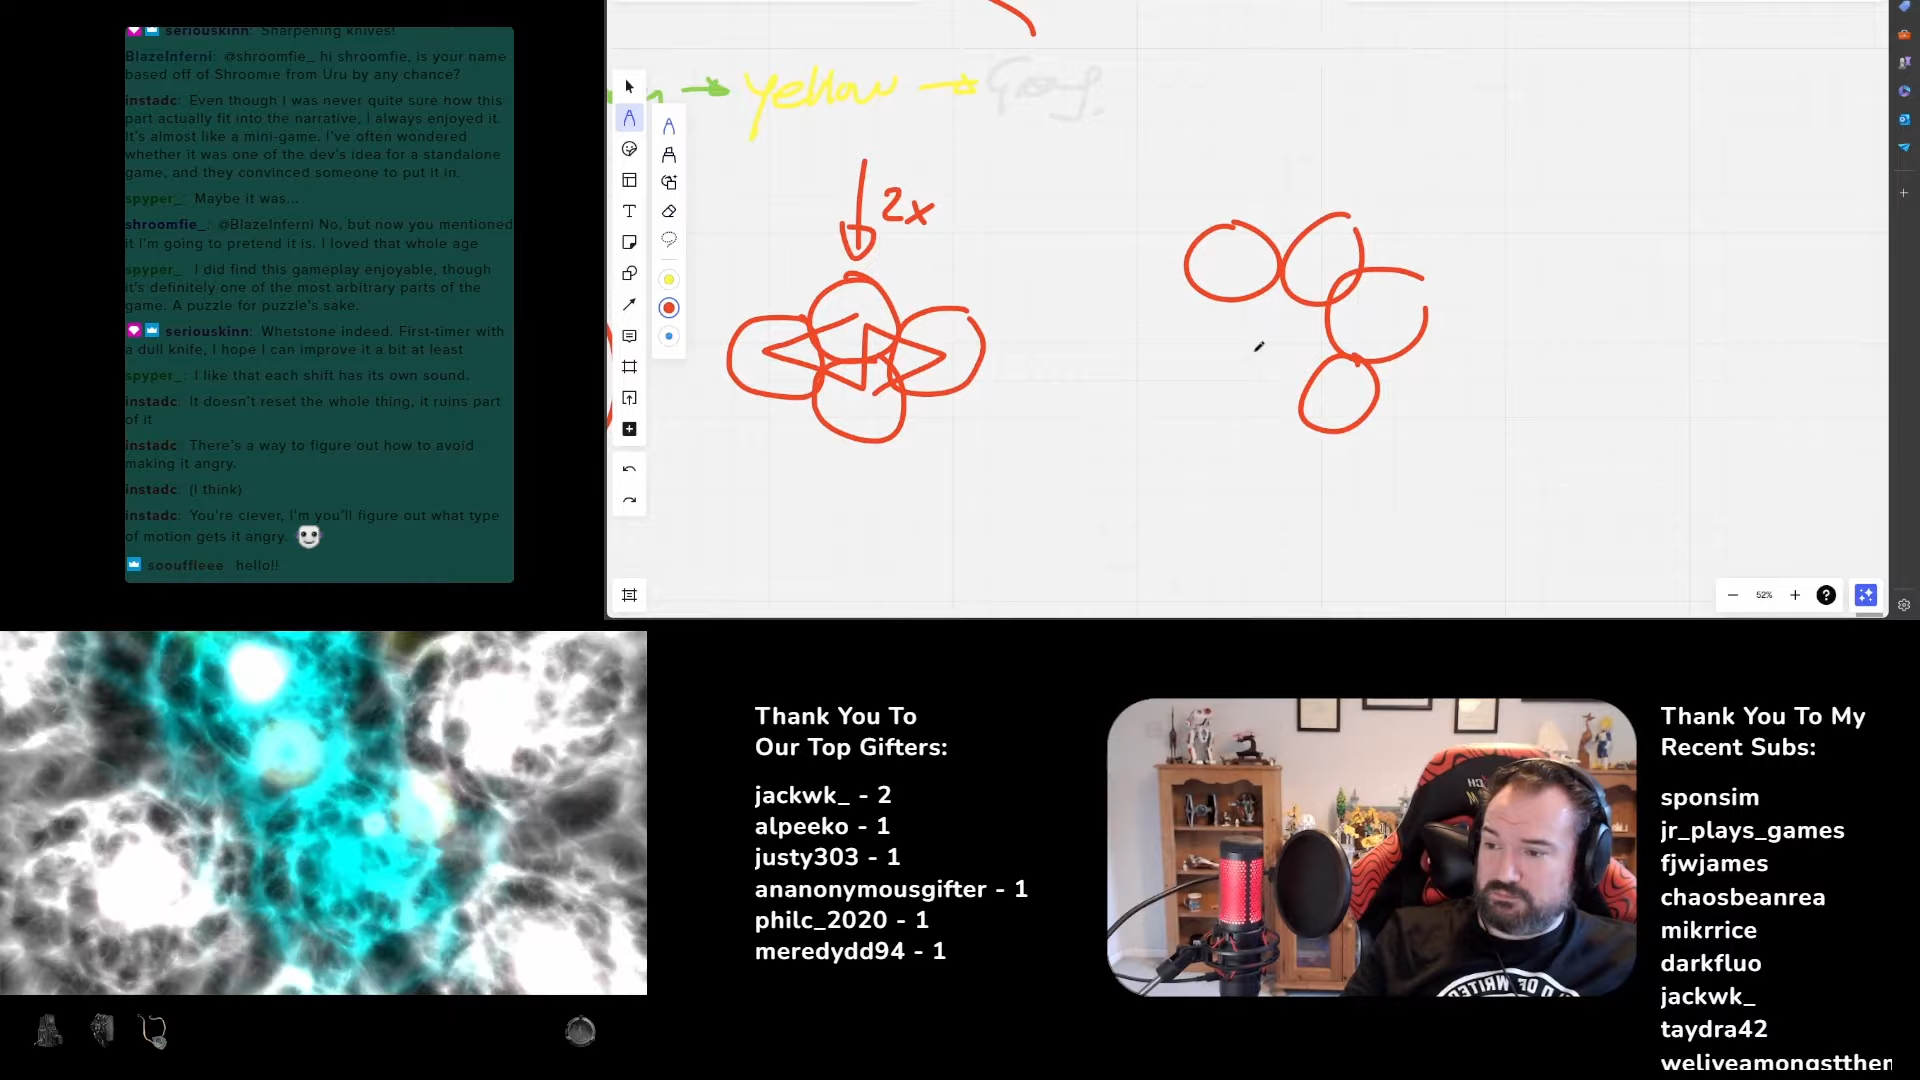 seriouskinn: Sharpening knives!
BlazeInferni: @shroomfie_ hi shroomfie, is your name
based off of Shroomie from Uru by any chance?
instadc: Even though I was never quite sure how this
part actually fit into the narrative, I always enjoyed it.
It's almost like a mini-game. I've often wondered
whether it was one of the dev's idea for a standalone
game, and they convinced someone to put it in.
spyper_: Maybe it was...
shroomfie_: @BlazeInferni No, but now you mentioned
it I'm going to pretend it is. I loved that whole age
spyper_: I did find this gameplay enjoyable, though
it's definitely one of the most arbitrary parts of the
game. A puzzle for puzzle's sake.
seriouskinn: Whetstone indeed. First-timer with
a dull knife, I hope I can improve it a bit at least
spyper_: I like that each shift has its own sound.
instadc: It doesn't reset the whole thing, it ruins part
of it
instadc: There's a way to figure out how to avoid
making it angry.
instadc: (I think)
instadc: You're clever, I'm you'll figure out what type
of motion gets it angry.
soouffleee hello!!
yellow
2x
52%
Thank You To
Our Top Gifters:
jackwk_ - 2
alpeeko - 1
justy303 - 1
ananonymousgifter - 1
philc_2020 - 1
meredydd94 - 1
Thank You To My
Recent Subs:
sponsim
jr_plays_games
fjwjames
chaosbeanrea
mikrrice
darkfluo
jackwk_
taydra42